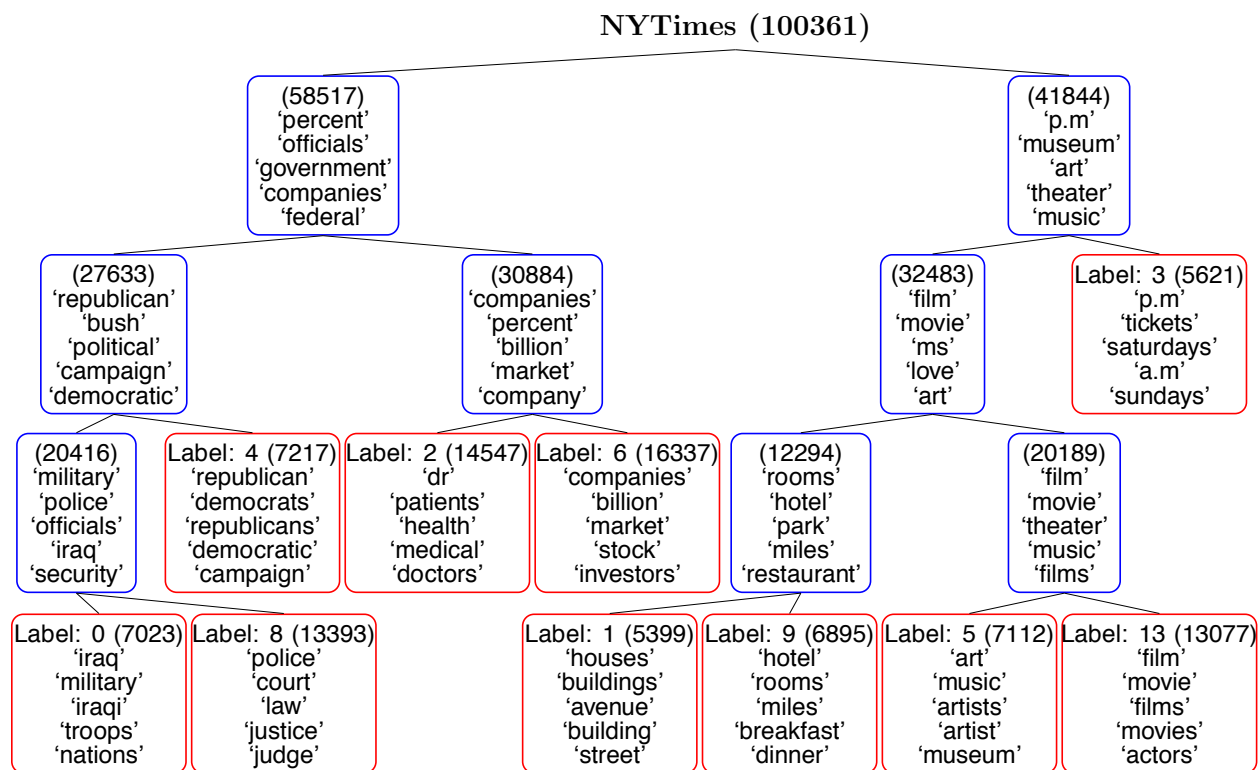 NYTimes (100361)
(58517)
‘percent’
‘officials’
‘government’
‘companies’
‘federal’
(41844)
‘p.m’
‘museum’
‘art’
‘theater’
‘music’
(27633)
‘republican’
‘bush’
‘political’
‘campaign’
‘democratic’
(30884)
‘companies’
‘percent’
‘billion’
‘market’
‘company’
(32483)
‘film’
‘movie’
‘ms’
‘love’
‘art’
Label: 3 (5621)
‘p.m’
‘tickets’
‘saturdays’
‘a.m’
‘sundays’
(20416)
‘military’
‘police’
‘officials’
‘iraq’
‘security’
Label: 4 (7217)
‘republican’
‘democrats’
‘republicans’
‘democratic’
‘campaign’
Label: 2 (14547)
‘dr’
‘patients’
‘health’
‘medical’
‘doctors’
Label: 6 (16337)
‘companies’
‘billion’
‘market’
‘stock’
‘investors’
(12294)
‘rooms’
‘hotel’
‘park’
‘miles’
‘restaurant’
(20189)
‘film’
‘movie’
‘theater’
‘music’
‘films’
Label: 0 (7023)
‘iraq’
‘military’
‘iraqi’
‘troops’
‘nations’
Label: 8 (13393)
‘police’
‘court’
‘law’
‘justice’
‘judge’
Label: 1 (5399)
‘houses’
‘buildings’
‘avenue’
‘building’
‘street’
Label: 9 (6895)
‘hotel’
‘rooms’
‘miles’
‘breakfast’
‘dinner’
Label: 5 (7112)
‘art’
‘music’
‘artists’
‘artist’
‘museum’
Label: 13 (13077)
‘film’
‘movie’
‘films’
‘movies’
‘actors’